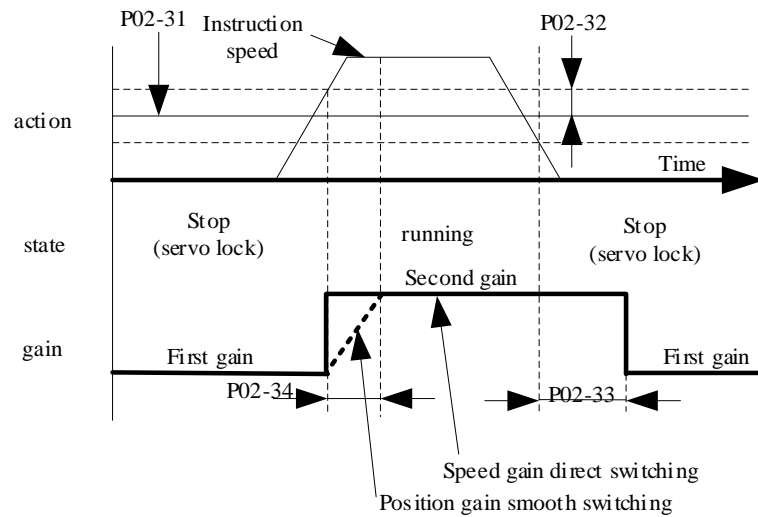 P02-31
Instruction
speed
P02-32
action
Time
Stop
(servo lock)
state
running
Stop
(servo lock)
Second gain
gain
First gain
First gain
P02-34
P02-33
Speed gain direct switching
Position gain smooth switching